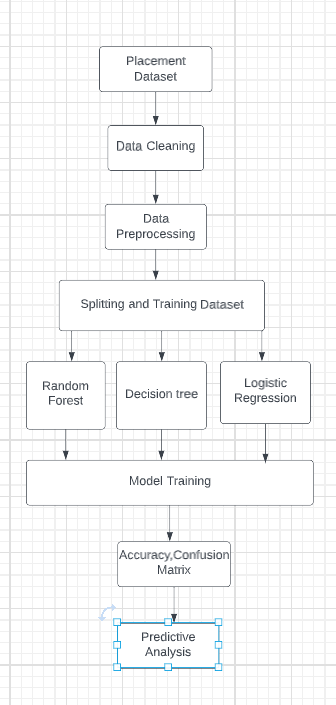 Placement
Dataset
Data Cleaning
Data
Preprocessing
Splitting and Training Dataset
Random
Forest
Decision tree
Logistic
Regression
Model Training
Accuracy,Confusion
Matrix
Predictive
Analysis